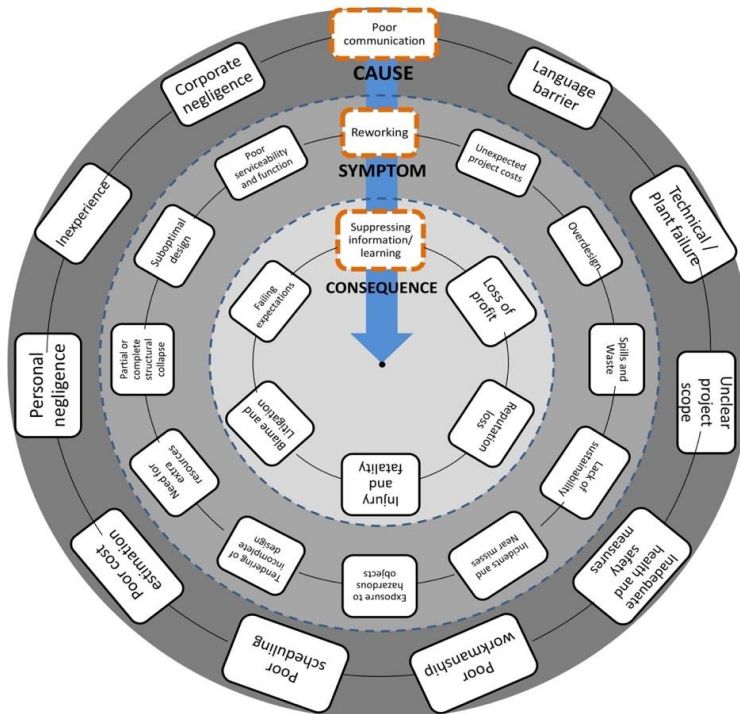 Poor
communication
CAUSE
Language
barrier
Technical /
Plant failure
Unclear
project
scope
Inadequate
health and
safety
measures
Poor
workmanship
Poor
scheduling
Poor cost
estimation
Personal
negligence
Inexperience
Corporate
negligence
Reworking
SYMPTOM
Unexpected
project costs
Overdesign
Spills and
Waste
Lack of
sustainability
Incidents and
Near misses
Exposure to
hazardous
objects
Tendering of
incomplete
design
Need for
extra
resources
Partial or
complete
structural
collapse
Suboptimal
design
Poor
serviceability
and function
Suppressing
information/
learning
CONSEQUENCE
Loss of
profit
Reputation
loss
Injury
and
fatality
Blame and
Litigation
Failing
expectations